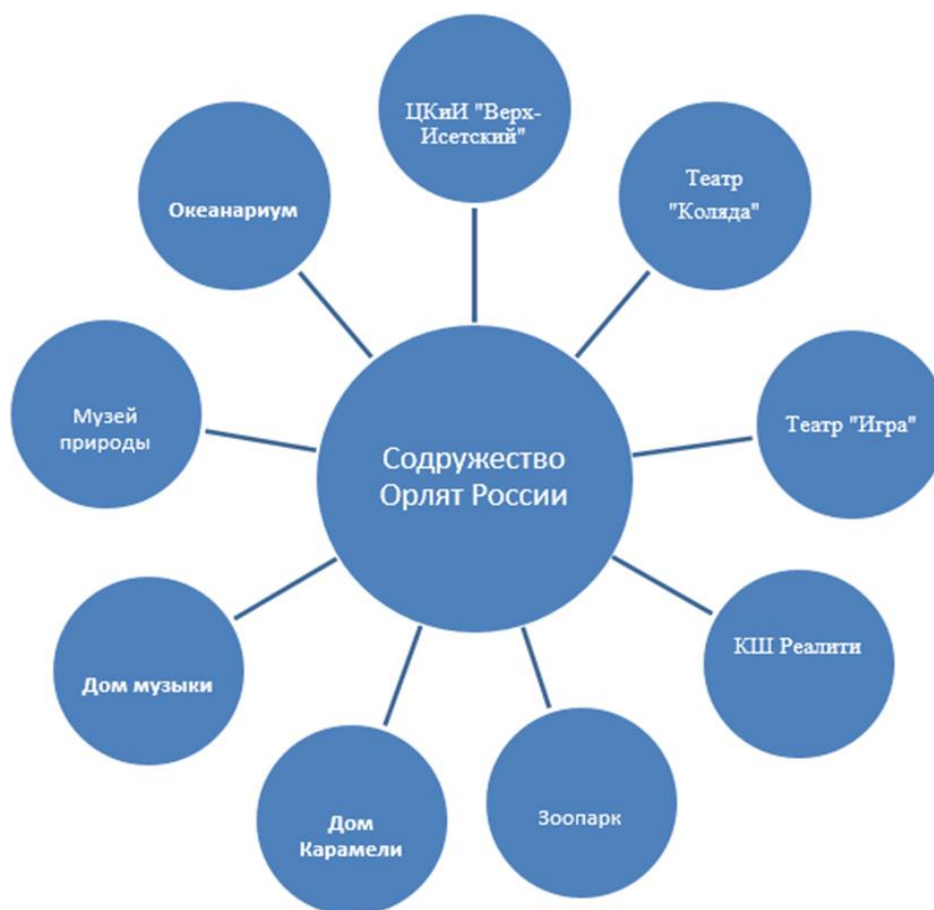 ЦКиИ "Верх-
Исетский"
Театр
"Коляда"
Театр "Игра"
КШ Реалити
Зоопарк
Дом
Карамели
Дом музыки
Музей
природы
Океанариум
Содружество
Орлят России